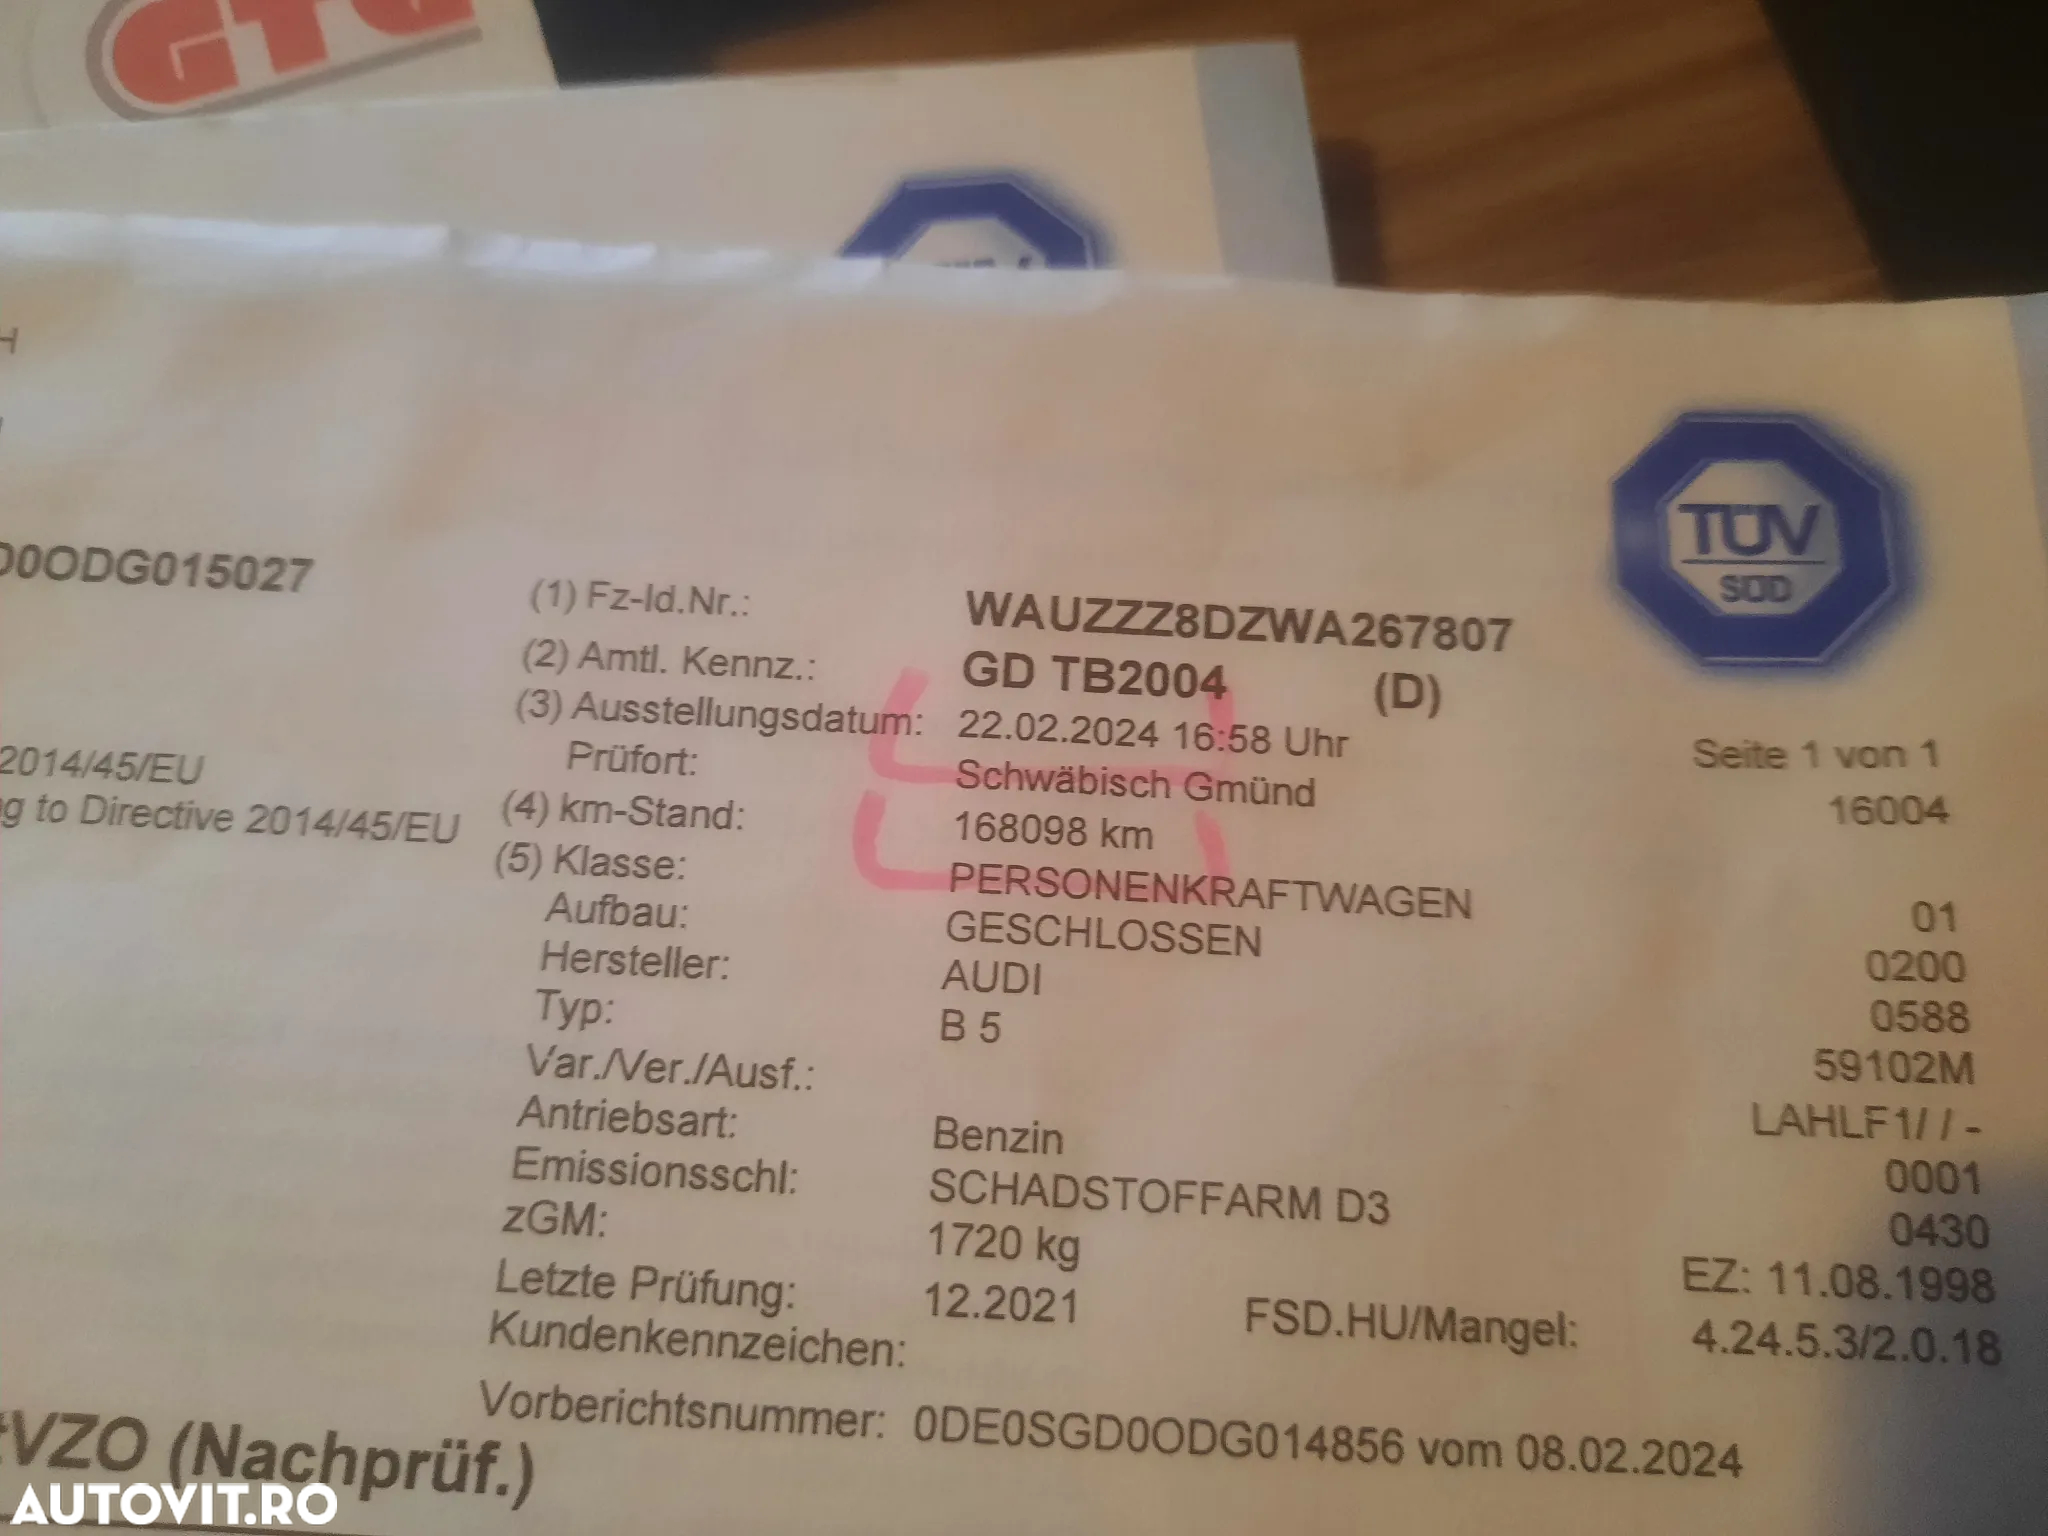 GTÜ
H
D0ODG015027
(1) Fz-Id.Nr.: WAUZZZ8DZWA267807
(2) Amtl. Kennz.: GD TB2004 (D)
(3) Ausstellungsdatum: 22.02.2024 16:58 Uhr
TÜV
SÜD
Seite 1 von 1
2014/45/EU
Prüfort: Schwäbisch Gmünd 16004
g to Directive 2014/45/EU
(4) km-Stand: 168098 km
(5) Klasse: PERSONENKRAFTWAGEN 01
Aufbau: GESCHLOSSEN 0200
Hersteller: AUDI 0588
Typ: B 5 59102M
Var./Ver./Ausf.: LAHLF1/ / -
Antriebsart: Benzin 0001
Emissionsschl: SCHADSTOFFARM D3 0430
zGM: 1720 kg EZ: 11.08.1998
Letzte Prüfung: 12.2021 FSD.HU/Mangel: 4.24.5.3/2.0.18
Kundenkennzeichen:
Vorberichtsnummer: 0DE0SGD0ODG014856 vom 08.02.2024
tVZO (Nachprüf.)
AUTOVIT.RO